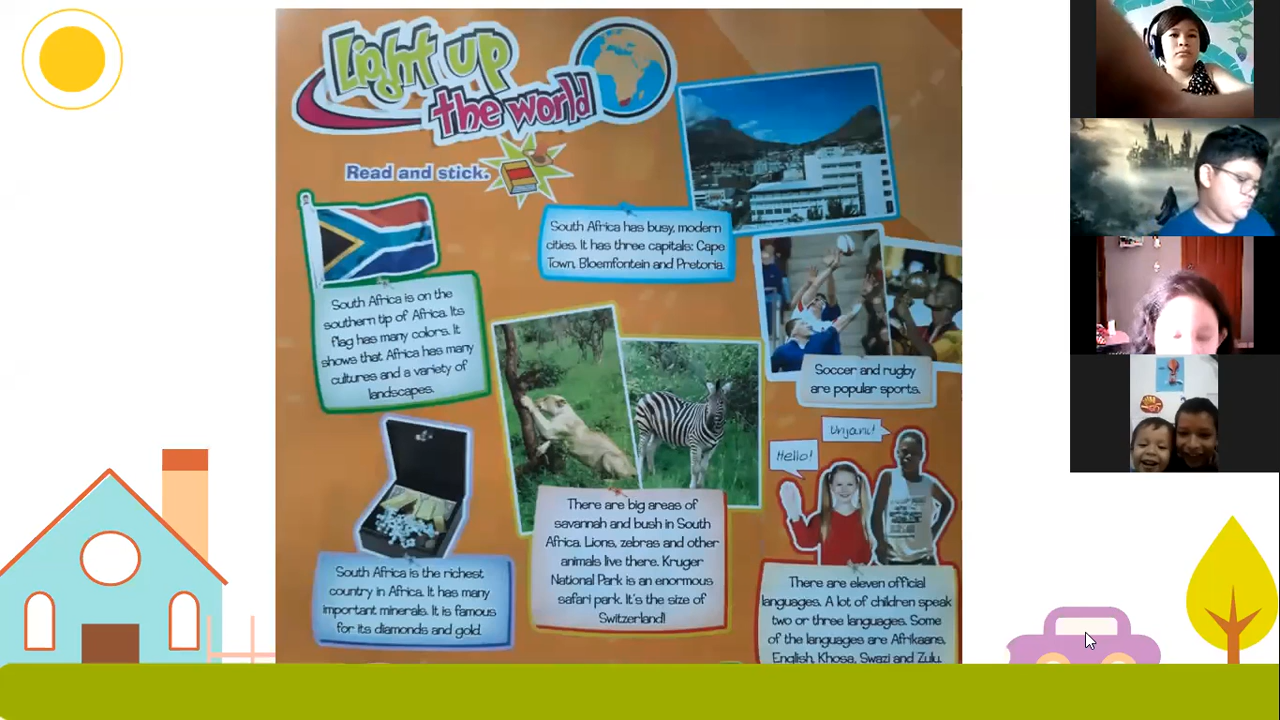 Light up
the world
Read and stick.
South Africa has busy, modern
cities. It has three capitals: Cape
Town, Bloemfontein and Pretoria.
South Africa is on the
southern tip of Africa. Its
flag has many colors. It
shows that Africa has many
cultures and a variety of
landscapes.
Soccer and rugby
are popular sports.
Unjani!
Hello!
There are big areas of
savannah and bush in South
Africa. Lions, zebras and other
animals live there. Kruger
National Park is an enormous
safari park. It's the size of
Switzerland!
South Africa is the richest
country in Africa. It has many
important minerals. It is famous
for its diamonds and gold.
There are eleven official
languages. A lot of children speak
two or three languages. Some
of the languages are Afrikaans,
English, Khosa, Swazi and Zulu.